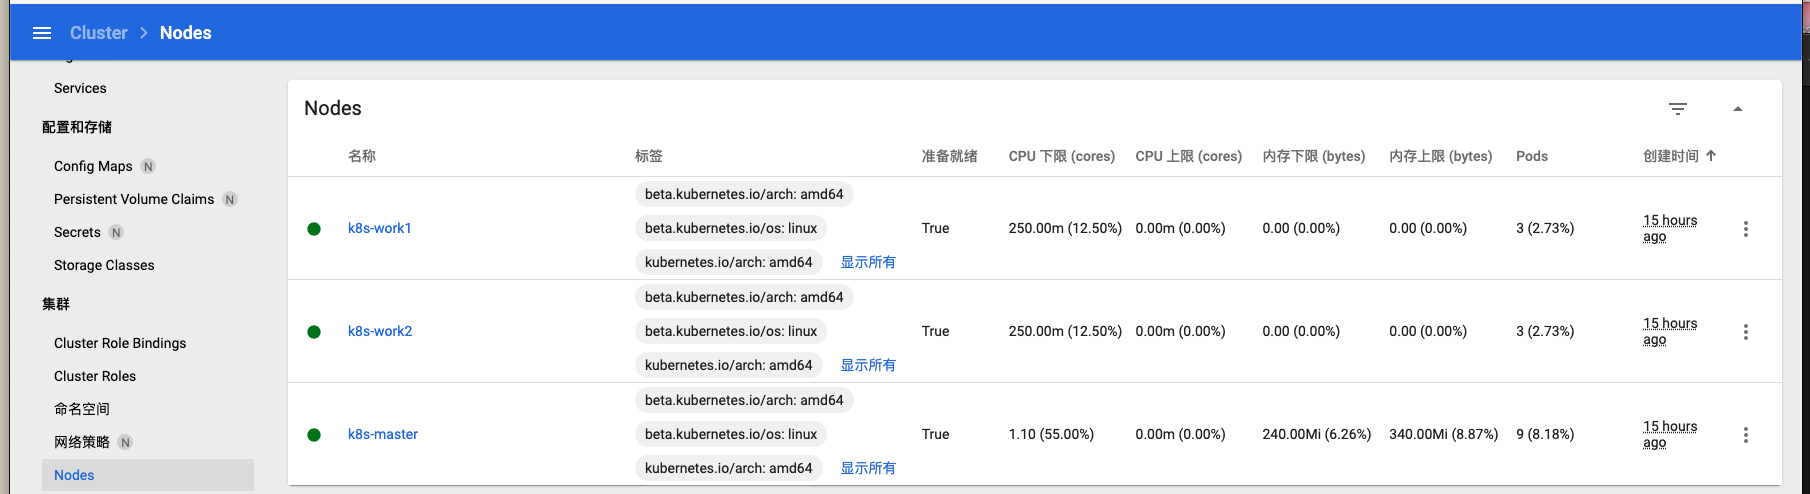 Cluster > Nodes
Services
配置和存储
Config Maps N
Persistent Volume Claims N
Secrets N
Storage Classes
集群
Cluster Role Bindings
Cluster Roles
命名空间
网络策略 N
Nodes
Nodes
名称 标签 准备就绪 CPU 下限 (cores) CPU 上限 (cores) 内存下限 (bytes) 内存上限 (bytes) Pods 创建时间
beta.kubernetes.io/arch: amd64
k8s-work1 beta.kubernetes.io/os: linux True 250.00m (12.50%) 0.00m (0.00%) 0.00 (0.00%) 0.00 (0.00%) 3 (2.73%) 15 hours ago
kubernetes.io/arch: amd64 显示所有
beta.kubernetes.io/arch: amd64
k8s-work2 beta.kubernetes.io/os: linux True 250.00m (12.50%) 0.00m (0.00%) 0.00 (0.00%) 0.00 (0.00%) 3 (2.73%) 15 hours ago
kubernetes.io/arch: amd64 显示所有
beta.kubernetes.io/arch: amd64
k8s-master beta.kubernetes.io/os: linux True 1.10 (55.00%) 0.00m (0.00%) 240.00Mi (6.26%) 340.00Mi (8.87%) 9 (8.18%) 15 hours ago
kubernetes.io/arch: amd64 显示所有